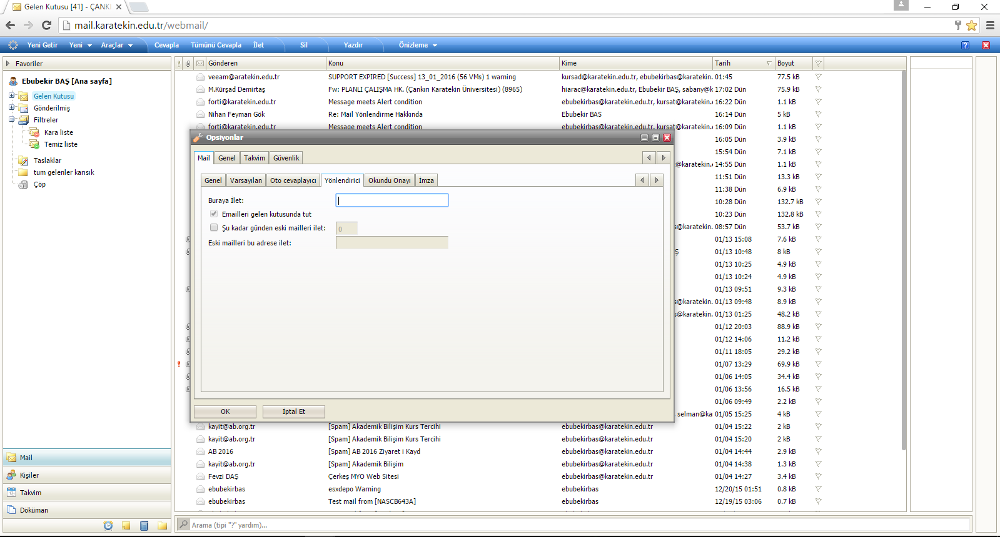 Gelen Kutusu [41] - ÇANKI
mail.karatekin.edu.tr/webmail/
Yeni Getir Yeni Araçlar Cevapla Tümünü Cevapla İlet Sil Yazdır Önizleme
Favoriler
Ebubekir BAŞ [Ana sayfa]
Gelen Kutusu
Gönderilmiş
Filtreler
Kara liste
Temiz liste
Taslaklar
tum gelenler karısık
Çöp
Mail
Kişiler
Takvim
Döküman
Gönderen Konu Kime Tarih Boyut
veeam@aratekin.edu.tr SUPPORT EXPIRED [Success] 13_01_2016 (56 VMs) 1 warning kursad@karatekin.edu.tr, ebubekirbas@karatekin. 01:45 77.5 kB
M.Kürşad Demirtaş Fw: PLANLI ÇALIŞMA HK. (Çankırı Karatekin Üniversitesi) (8965) hiarac@karatekin.edu.tr, Ebubekir BAŞ, sabany@k 17:02 Dün 75.9 kB
forti@karatekin.edu.tr Message meets Alert condition ebubekirbas@karatekin.edu.tr, kursat@karatekin. 16:22 Dün 1.1 kB
Nihan Feyman Gök Re: Mail Yönlendirme Hakkında Ebubekir BAS 16:14 Dün 5 kB
forti@karatekin.edu.tr Message meets Alert condition ebubekirbas@karatekin.edu.tr, kursat@karatekin. 16:09 Dün 1.1 kB
16:05 Dün 3.9 kB
15:54 Dün 7.1 kB
t@karatekin. 14:55 Dün 1.1 kB
11:51 Dün 13.3 kB
11:38 Dün 6.9 kB
10:28 Dün 132.7 kB
10:23 Dün 132.8 kB
s@karatekin. 08:57 Dün 53.7 kB
01/13 15:08 7.6 kB
Ş 01/13 10:48 8 kB
01/13 10:25 4.9 kB
01/13 10:24 4.9 kB
01/13 09:51 9.3 kB
s@karatekin. 01/13 09:48 8.9 kB
s@karatekin. 01/13 01:25 48.2 kB
01/12 20:03 88.9 kB
01/12 14:06 11.2 kB
01/11 18:05 29.2 kB
01/07 13:29 69.9 kB
01/06 14:05 34.4 kB
01/06 13:56 16.5 kB
01/06 09:49 2.2 kB
, selman@ka 01/05 15:25 4 kB
Opsiyonlar
Mail Genel Takvim Güvenlik
Genel Varsayılan Oto cevaplayıcı Yönlendirici Okundu Onayı İmza
Buraya İlet:
Emailleri gelen kutusunda tut
Şu kadar günden eski mailleri ilet: 0
Eski mailleri bu adrese ilet:
OK İptal Et
kayit@ab.org.tr [Spam] Akademik Bilişim Kurs Tercihi ebubekirbas@karatekin.edu.tr 01/04 15:22 2 kB
kayit@ab.org.tr [Spam] Akademik Bilişim Kurs Tercihi ebubekirbas@karatekin.edu.tr 01/04 15:20 2 kB
AB 2016 [Spam] AB 2016 Ziyaret i Kayd ebubekirbas@karatekin.edu.tr 01/04 14:44 2.9 kB
kayit@ab.org.tr [Spam] Akademik Bilişim ebubekirbas@karatekin.edu.tr 01/04 14:38 1.3 kB
Fevzi DAŞ Çerkeş MYO Web Sitesi ebubekirbas@karatekin.edu.tr 01/04 14:27 3.4 kB
ebubekirbas esxdepo Warning ebubekirbas 12/20/15 01:51 0.8 kB
ebubekirbas Test mail from [NASCB643A] ebubekirbas 12/19/15 03:06 0.7 kB
Arama (tipi "?" yardım)...